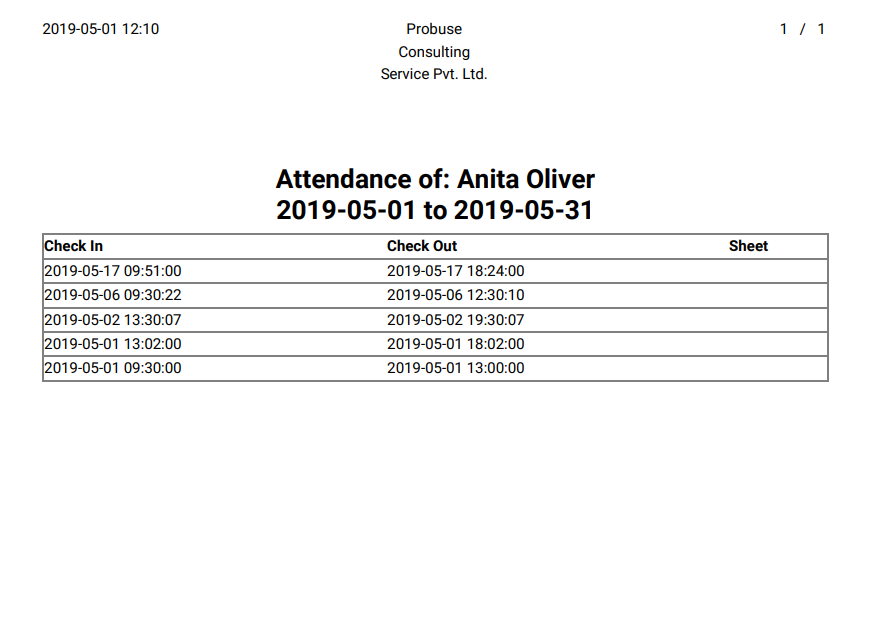 2019-05-01 12:10 Probuse 1 / 1
Consulting
Service Pvt. Ltd.
Attendance of: Anita Oliver
2019-05-01 to 2019-05-31
Check In Check Out Sheet
2019-05-17 09:51:00 2019-05-17 18:24:00
2019-05-06 09:30:22 2019-05-06 12:30:10
2019-05-02 13:30:07 2019-05-02 19:30:07
2019-05-01 13:02:00 2019-05-01 18:02:00
2019-05-01 09:30:00 2019-05-01 13:00:00